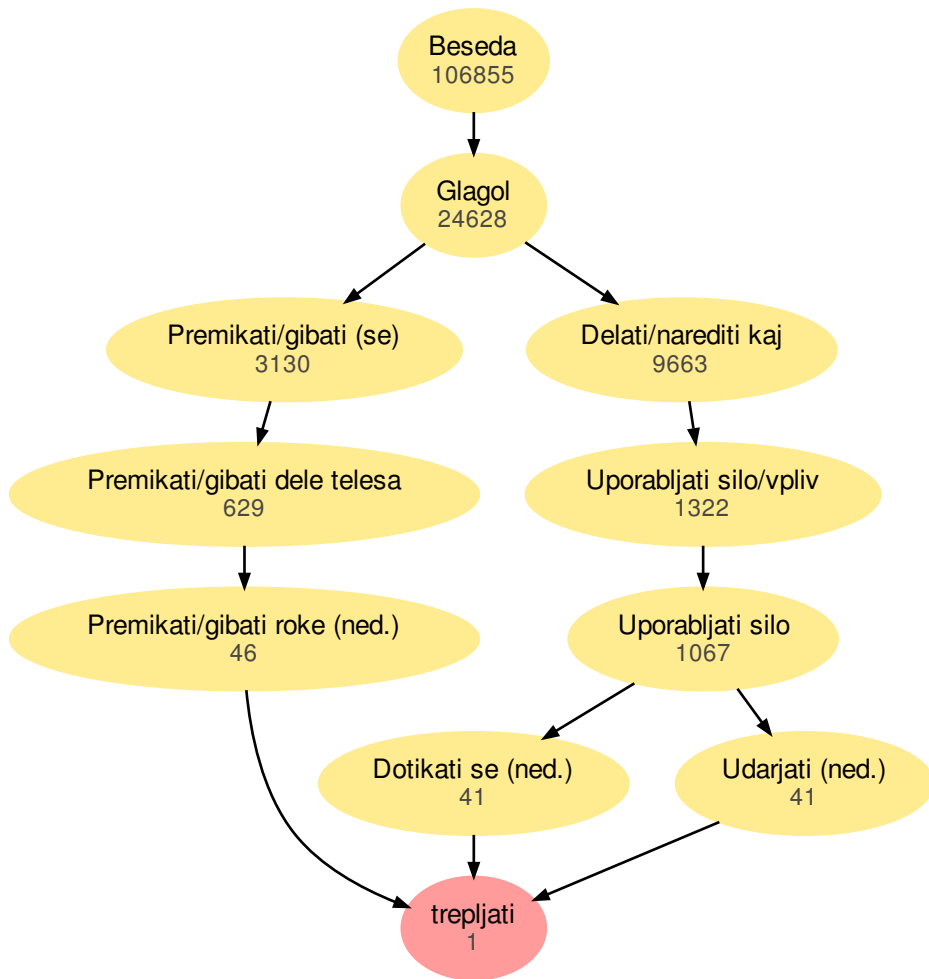 Beseda
106855
Glagol
24628
Premikati/gibati (se)
3130
Delati/narediti kaj
9663
Premikati/gibati dele telesa
629
Uporabljati silo/vpliv
1322
Premikati/gibati roke (ned.)
46
Uporabljati silo
1067
Dotikati se (ned.)
41
Udarjati (ned.)
41
trepljati
1